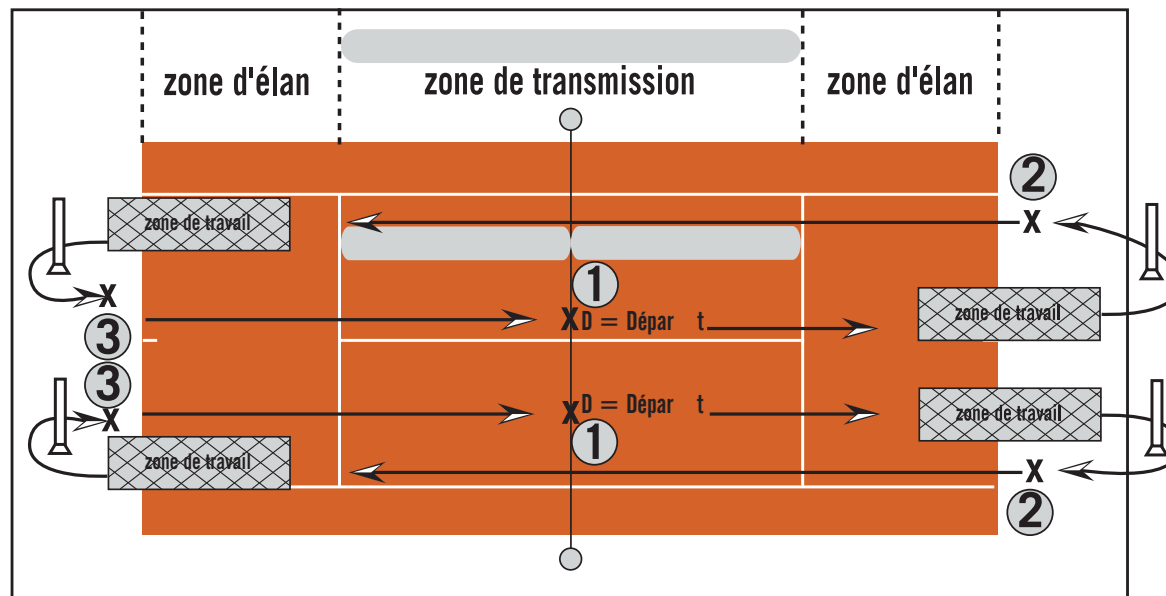 zone d'élan
zone de transmission
zone d'élan
2
zone de travail
X
1
X
zone de travail
X D = Dépar t
3
3
X
X D = Dépar t
zone de travail
1
zone de travail
X
2